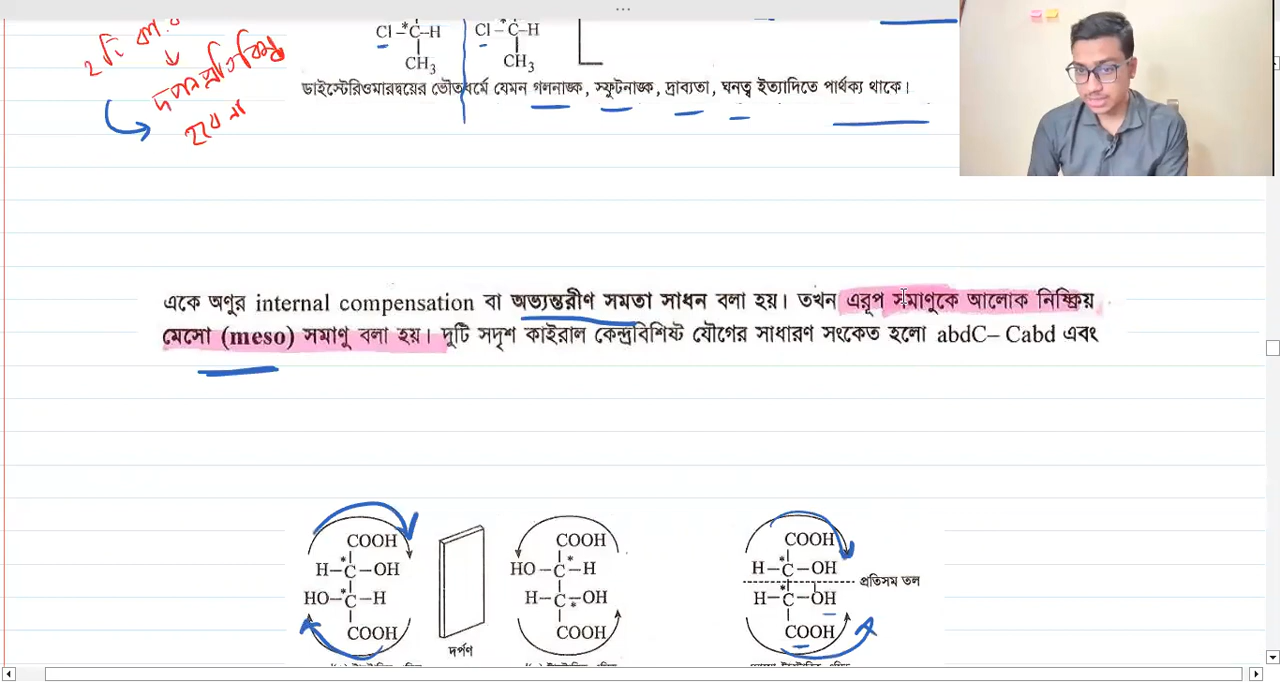 Cl–*C–H Cl–*C–H
CH3 CH3
২টি
দর্পণ প্রতিবিম্ব
হবে না
ডাইস্টেরিওমারদ্বয়ের ভৌতধর্মে যেমন গলনাঙ্ক, স্ফুটনাঙ্ক, দ্রাব্যতা, ঘনত্ব ইত্যাদিতে পার্থক্য থাকে।
একে অণুর internal compensation বা অভ্যন্তরীণ সমতা সাধন বলা হয়। তখন এরূপ সমাণুকে আলোক নিষ্ক্রিয়
মেসো (meso) সমাণু বলা হয়। দুটি সদৃশ কাইরাল কেন্দ্রবিশিষ্ট যৌগের সাধারণ সংকেত হলো abdC– Cabd এবং
COOH COOH COOH
H–*C–OH HO–C*–H H–*C–OH
প্রতিসম তল
HO–*C–H H–C*–OH H–*C–OH
COOH COOH COOH
দর্পণ